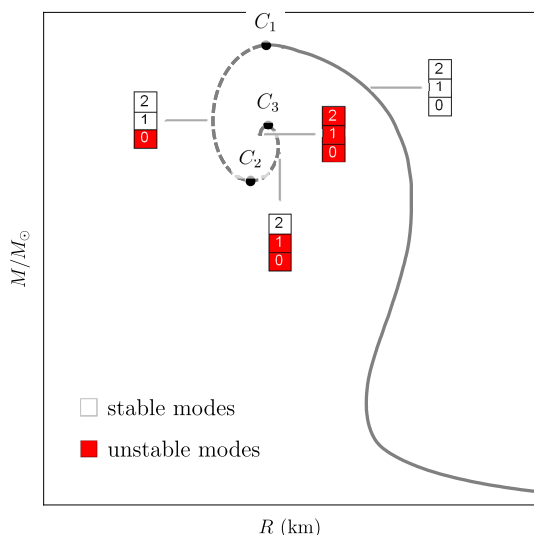 C₁
2
1
0
2
1
0
C₃
2
1
0
C₂
2
1
0
M/M⊙
stable modes
unstable modes
R (km)